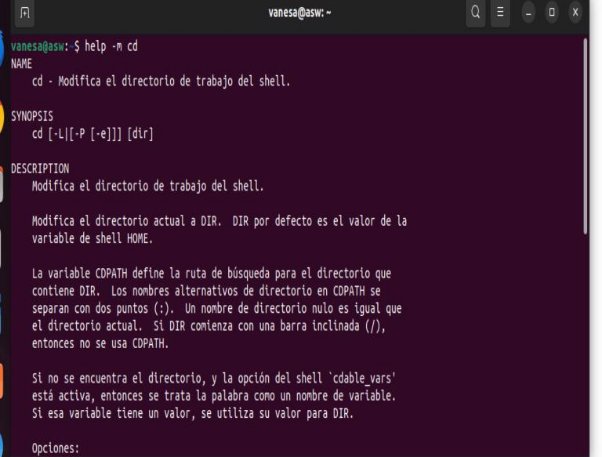 vanesa@asw: ~
vanesa@asw:~$ help -m cd
NAME
cd - Modifica el directorio de trabajo del shell.
SYNOPSIS
cd [-L|[-P [-e]]] [dir]
DESCRIPTION
Modifica el directorio de trabajo del shell.
Modifica el directorio actual a DIR. DIR por defecto es el valor de la
variable de shell HOME.
La variable CDPATH define la ruta de búsqueda para el directorio que
contiene DIR. Los nombres alternativos de directorio en CDPATH se
separan con dos puntos (:). Un nombre de directorio nulo es igual que
el directorio actual. Si DIR comienza con una barra inclinada (/),
entonces no se usa CDPATH.
Si no se encuentra el directorio, y la opción del shell `cdable_vars'
está activa, entonces se trata la palabra como un nombre de variable.
Si esa variable tiene un valor, se utiliza su valor para DIR.
Opciones: